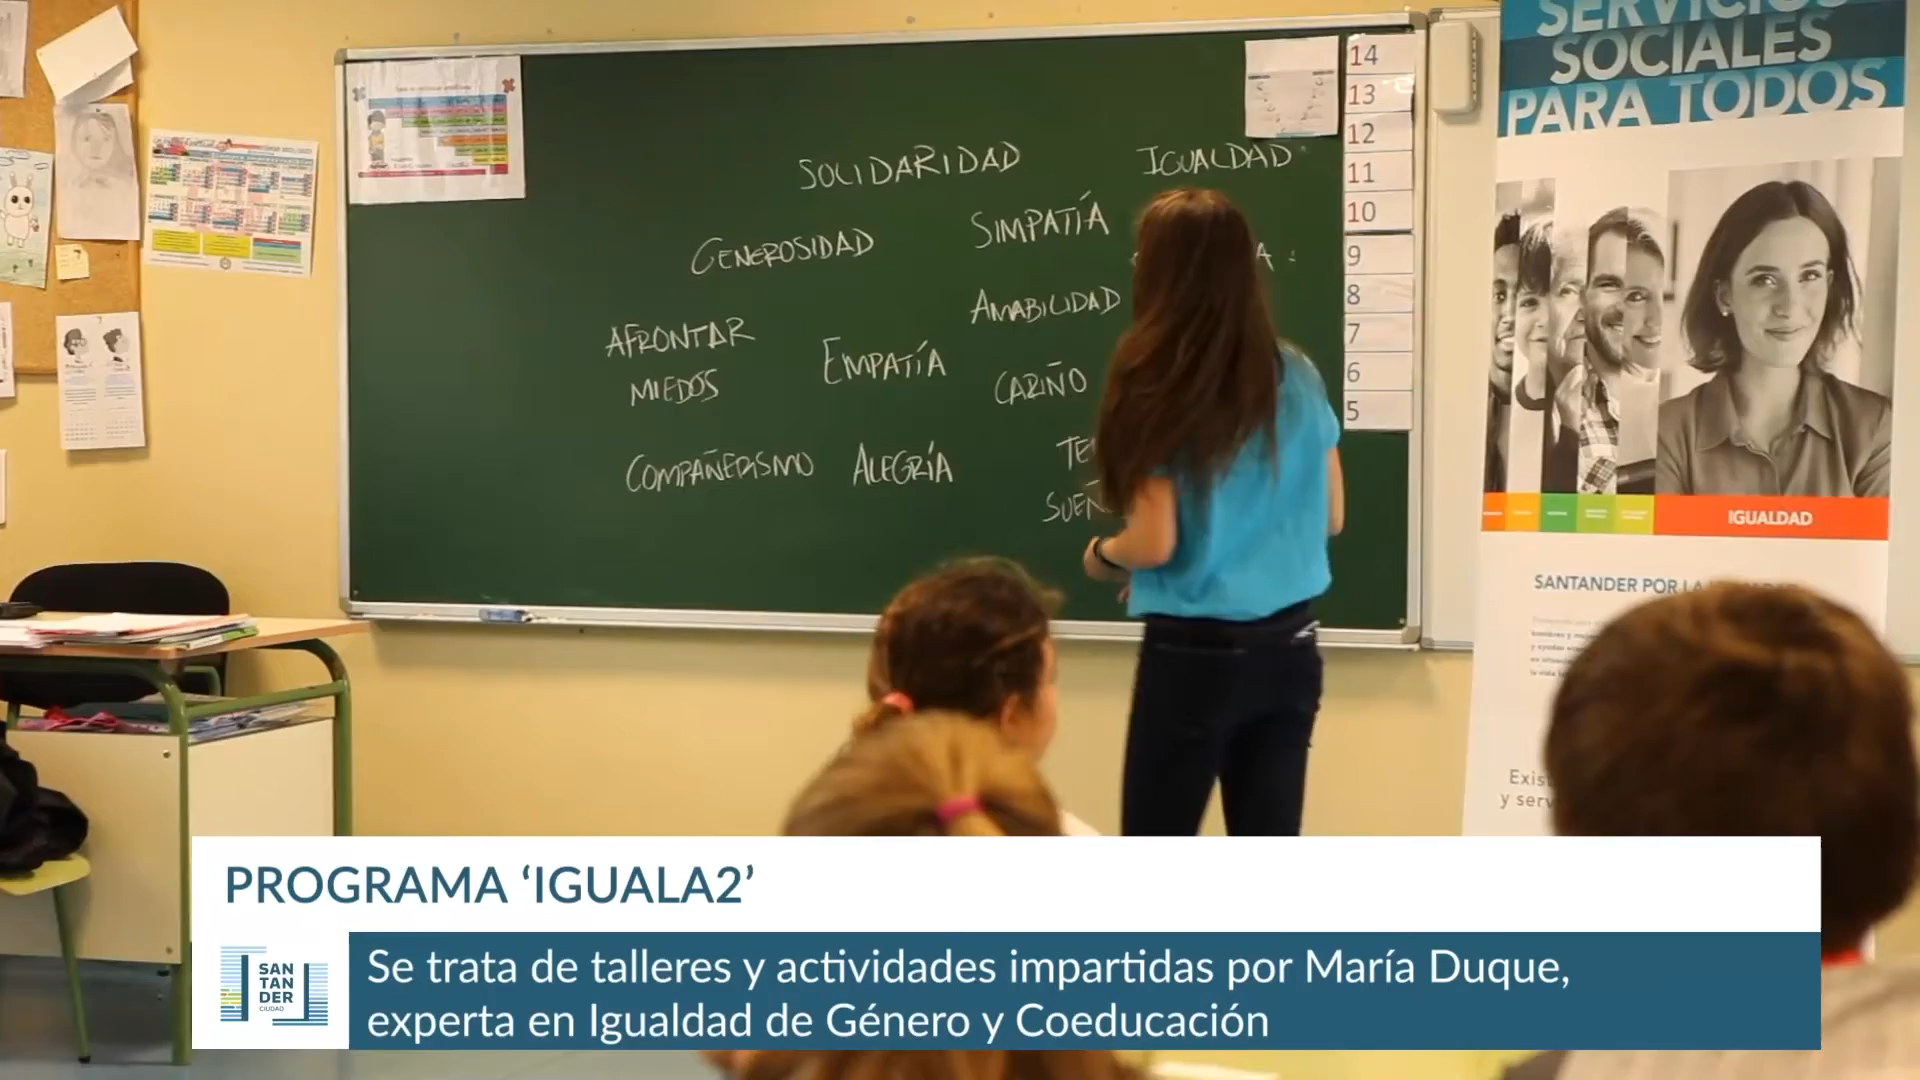 SERVICIOS
SOCIALES
PARA TODOS
14
13
12
11
10
9
8
7
6
5
SOLIDARIDAD
IGUALDAD
GENEROSIDAD
SIMPATÍA
AMABILIDAD
AFRONTAR
MIEDOS
EMPATÍA
CARIÑO
COMPAÑERISMO
ALEGRÍA
IGUALDAD
SANTANDER POR LA
y serv
PROGRAMA ‘IGUALA2’
SAN
TAN
DER
CIUDAD
Se trata de talleres y actividades impartidas por María Duque,
experta en Igualdad de Género y Coeducación